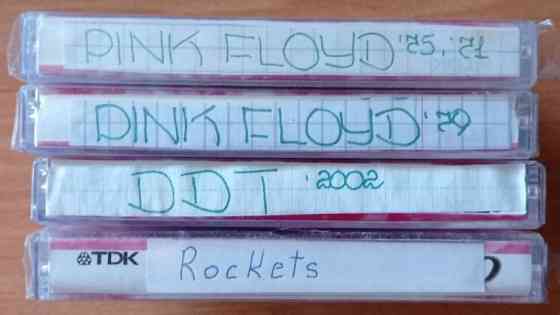 PINK FLOYD '75, '71
PINK FLOYD '79
DDT '2002
TDK Rockets